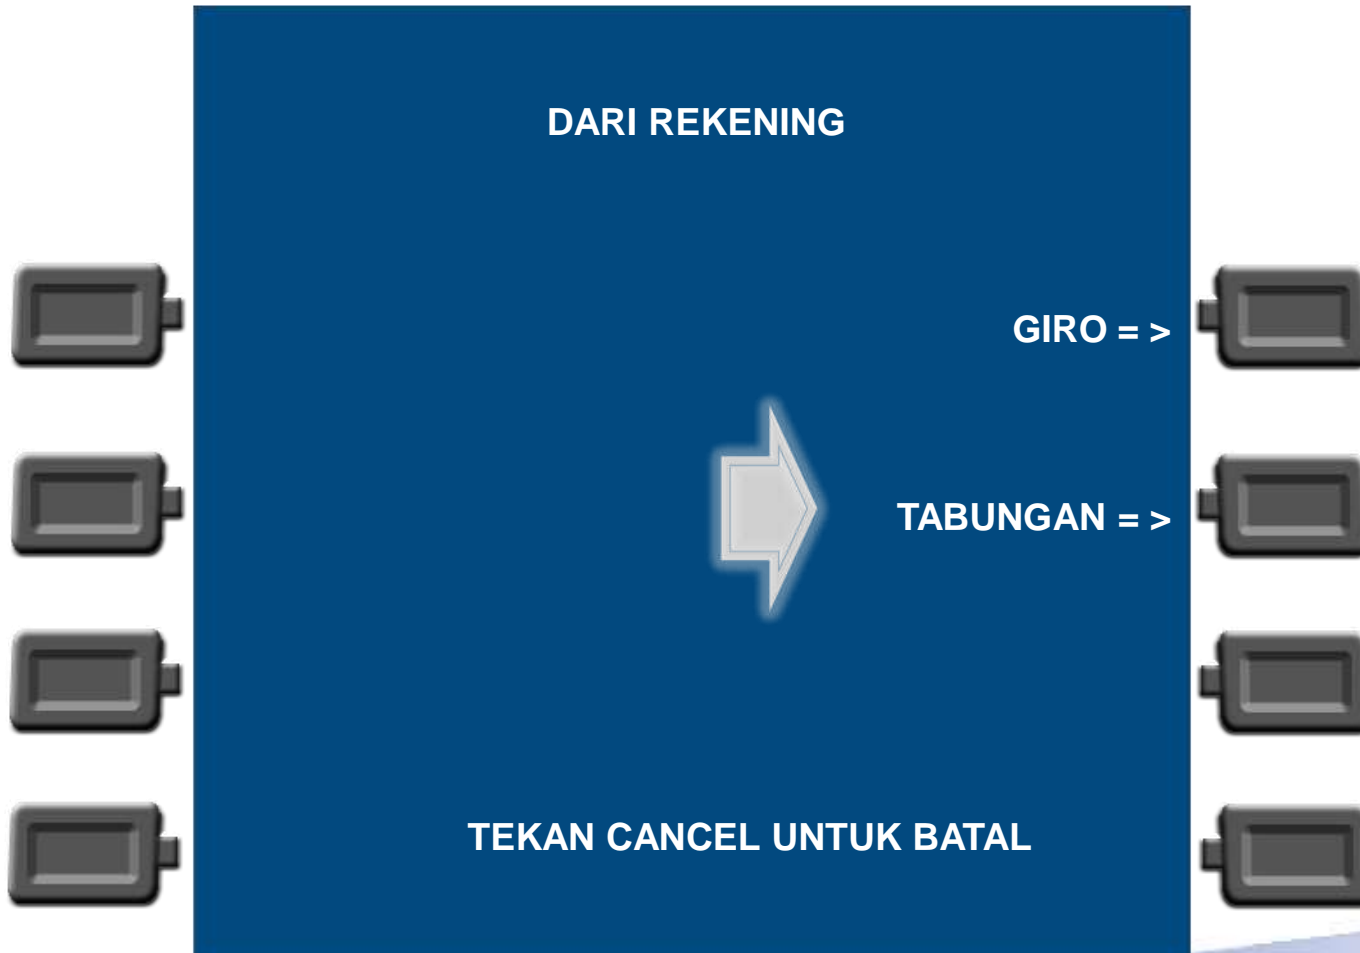 DARI REKENING
GIRO = >
TABUNGAN = >
TEKAN CANCEL UNTUK BATAL